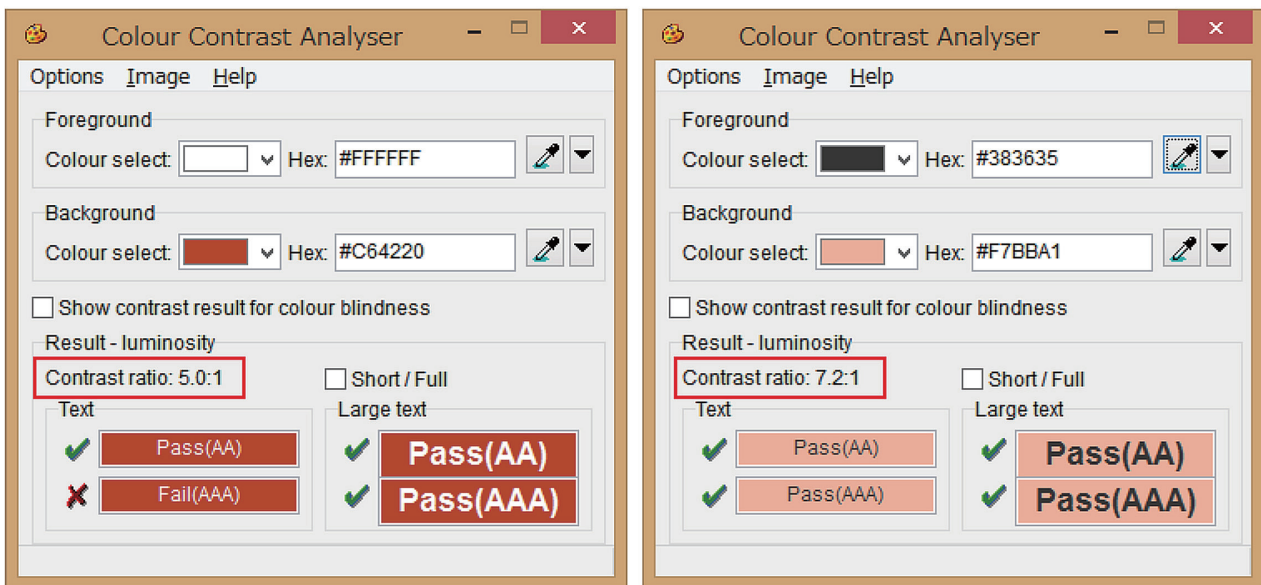 Colour Contrast Analyser
Options Image Help
Foreground
Colour select: Hex: #FFFFFF
Background
Colour select: Hex: #C64220
Show contrast result for colour blindness
Result - luminosity
Contrast ratio: 5.0:1 Short / Full
Text Large text
Pass(AA) Pass(AA)
Fail(AAA) Pass(AAA)
Colour Contrast Analyser
Options Image Help
Foreground
Colour select: Hex: #383635
Background
Colour select: Hex: #F7BBA1
Show contrast result for colour blindness
Result - luminosity
Contrast ratio: 7.2:1 Short / Full
Text Large text
Pass(AA) Pass(AA)
Pass(AAA) Pass(AAA)